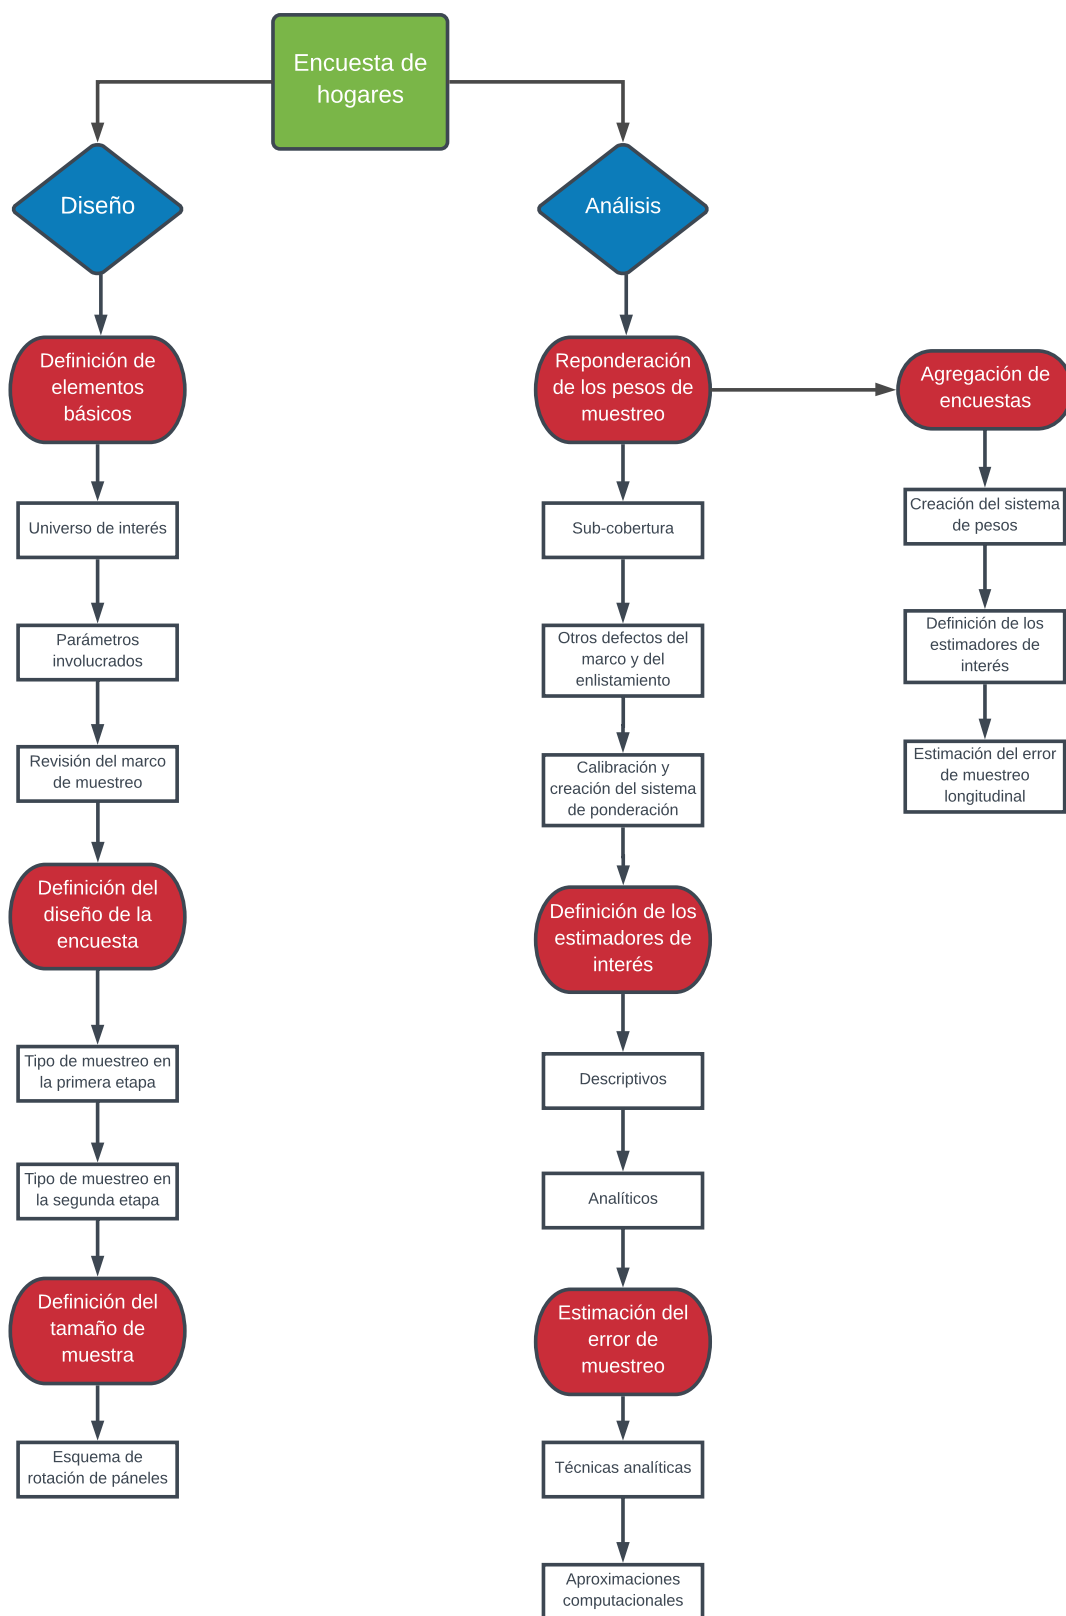 Encuesta de
hogares
Diseño
Definición de
elementos
básicos
Universo de interés
Parámetros
involucrados
Revisión del marco
de muestreo
Definición del
diseño de la
encuesta
Tipo de muestreo en
la primera etapa
Tipo de muestreo en
la segunda etapa
Definición del
tamaño de
muestra
Esquema de
rotación de páneles
Análisis
Reponderación
de los pesos de
muestreo
Sub-cobertura
Otros defectos del
marco y del
enlistamiento
Calibración y
creación del sistema
de ponderación
Definición de los
estimadores de
interés
Descriptivos
Analíticos
Estimación del
error de
muestreo
Técnicas analíticas
Aproximaciones
computacionales
Agregación de
encuestas
Creación del sistema
de pesos
Definición de los
estimadores de
interés
Estimación del error
de muestreo
longitudinal